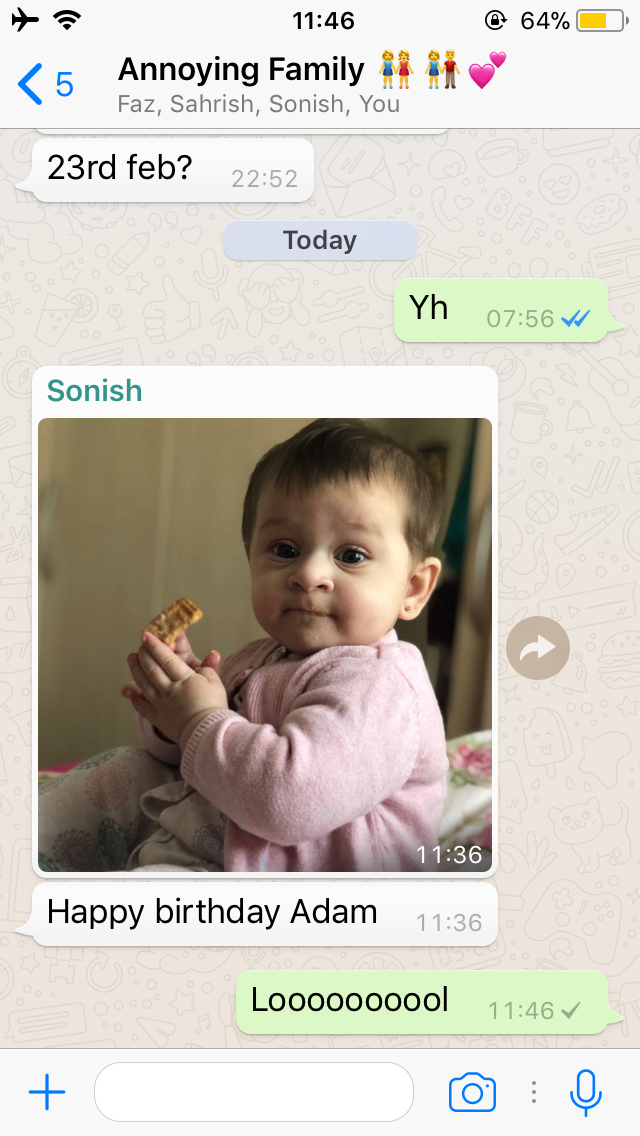 11:46
64%
5
Annoying Family 👭 👫 💕
Faz, Sahrish, Sonish, You
23rd feb?
22:52
Today
Yh
07:56
Sonish
11:36
Happy birthday Adam
11:36
Loooooooool
11:46